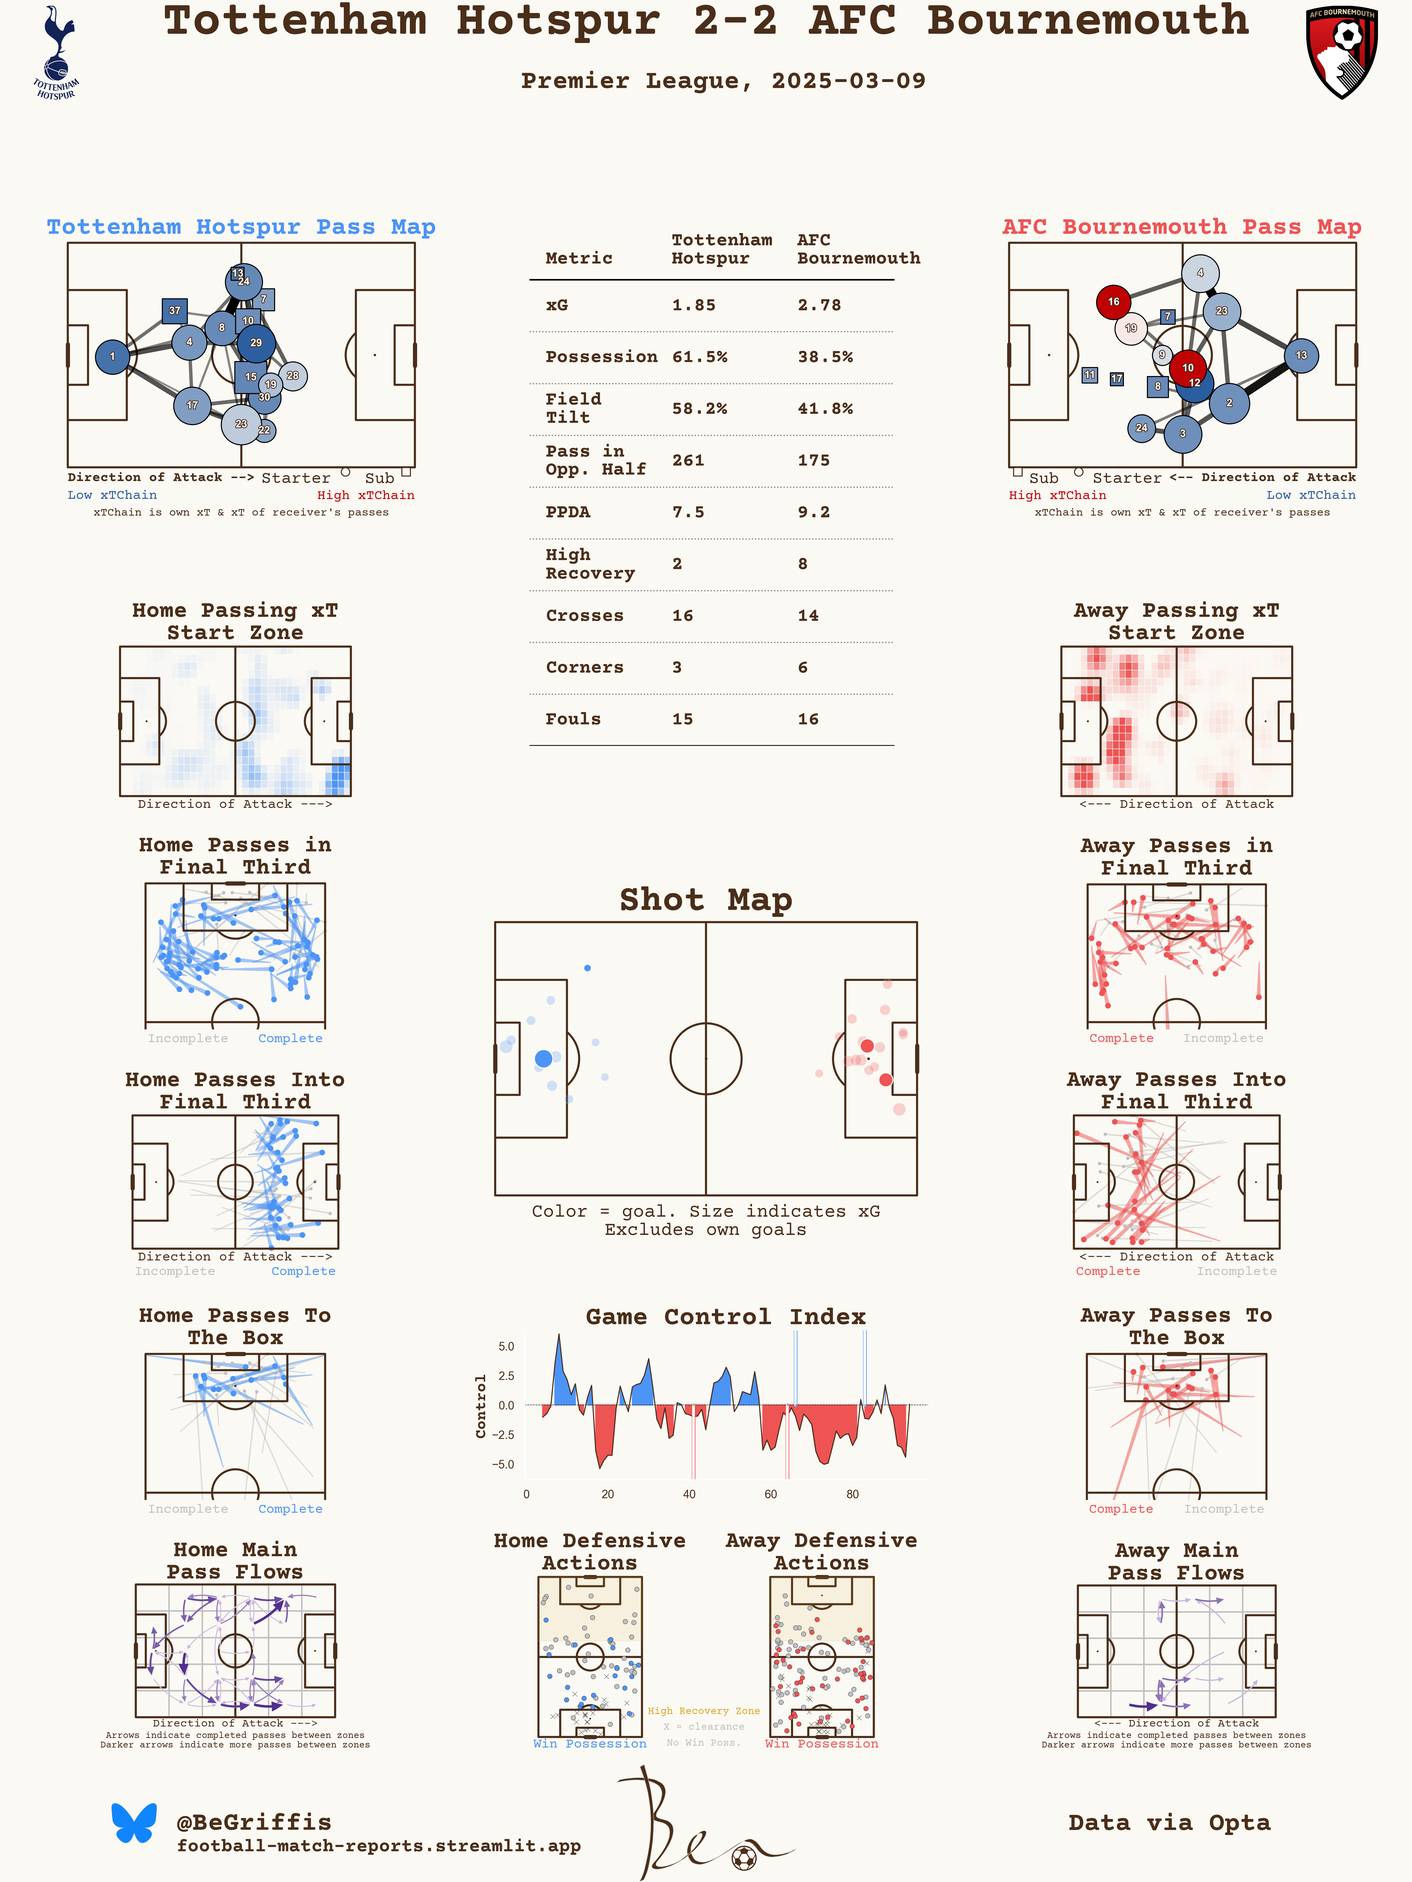 Tottenham Hotspur 2-2 AFC Bournemouth
Premier League, 2025-03-09
TOTTENHAM
HOTSPUR
AFC BOURNEMOUTH
Tottenham Hotspur Pass Map
13
24
7
37
10
8
4
29
1
15
19
28
30
17
23
22
Direction of Attack --> Starter Sub
Low xTChain High xTChain
xTChain is own xT & xT of receiver's passes
Metric Tottenham Hotspur AFC Bournemouth
xG 1.85 2.78
Possession 61.5% 38.5%
Field Tilt 58.2% 41.8%
Pass in Opp. Half 261 175
PPDA 7.5 9.2
High Recovery 2 8
Crosses 16 14
Corners 3 6
Fouls 15 16
AFC Bournemouth Pass Map
4
16
23
7
19
9
13
10
11
17
12
8
2
24
3
Sub Starter <-- Direction of Attack
High xTChain Low xTChain
xTChain is own xT & xT of receiver's passes
Home Passing xT
Start Zone
Direction of Attack --->
Away Passing xT
Start Zone
<--- Direction of Attack
Home Passes in
Final Third
Incomplete Complete
Away Passes in
Final Third
Complete Incomplete
Shot Map
Color = goal. Size indicates xG
Excludes own goals
Home Passes Into
Final Third
Direction of Attack --->
Incomplete Complete
Away Passes Into
Final Third
<--- Direction of Attack
Complete Incomplete
Home Passes To
The Box
Incomplete Complete
Game Control Index
Control
5.0
2.5
0.0
−2.5
−5.0
0 20 40 60 80
Away Passes To
The Box
Complete Incomplete
Home Main
Pass Flows
Direction of Attack --->
Arrows indicate completed passes between zones
Darker arrows indicate more passes between zones
Home Defensive
Actions
Win Possession
High Recovery Zone
X = clearance
No Win Poss.
Away Defensive
Actions
Win Possession
Away Main
Pass Flows
<--- Direction of Attack
Arrows indicate completed passes between zones
Darker arrows indicate more passes between zones
@BeGriffis
football-match-reports.streamlit.app
Ben
Data via Opta